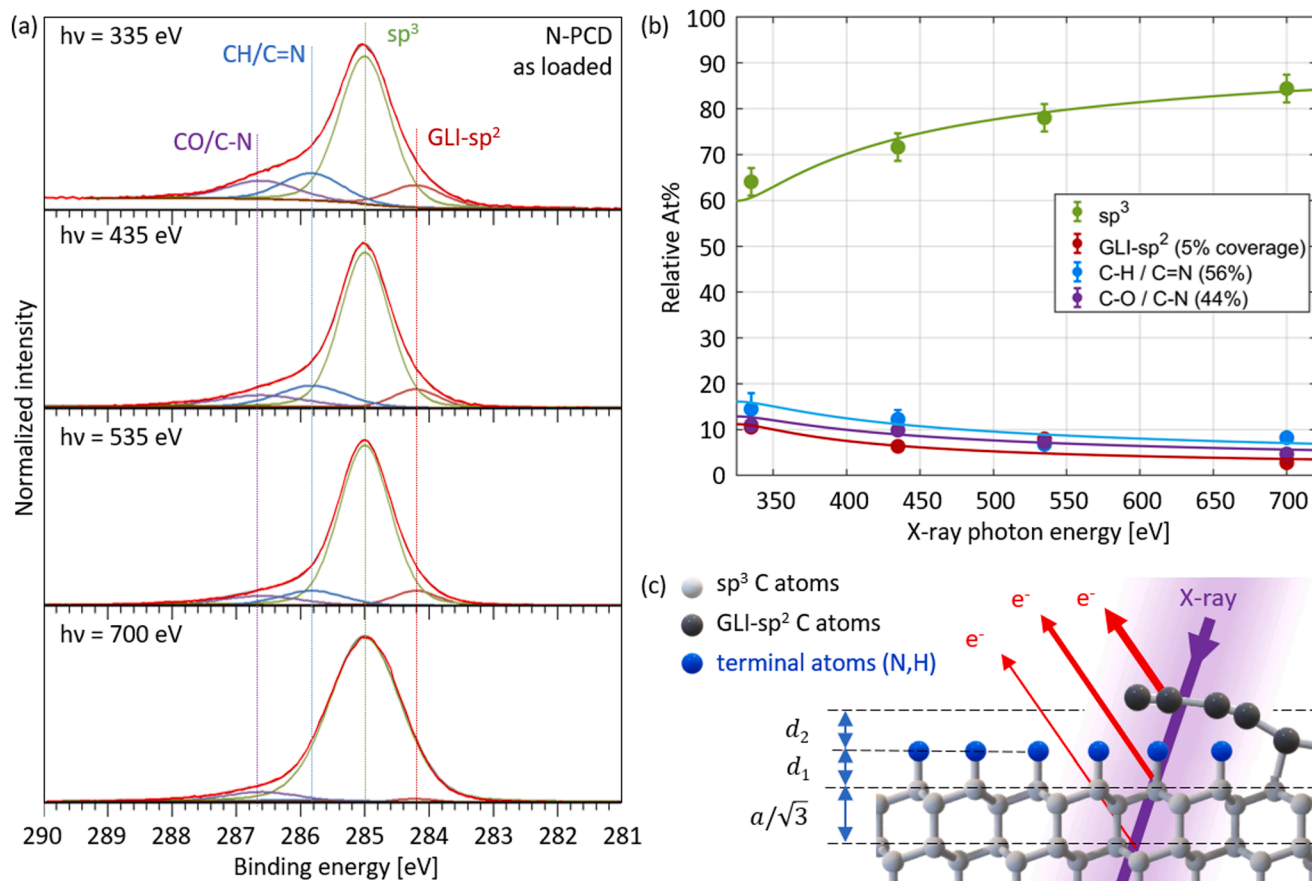 (a)
hν = 335 eV
CO/C-N
CH/C=N
sp³
GLI-sp²
N-PCD
as loaded
hν = 435 eV
hν = 535 eV
hν = 700 eV
Normalized intensity
290 289 288 287 286 285 284 283 282 281
Binding energy [eV]
(b)
100
90
80
70
60
50
40
30
20
10
0
Relative At%
sp³
GLI-sp² (5% coverage)
C-H / C=N (56%)
C-O / C-N (44%)
350 400 450 500 550 600 650 700
X-ray photon energy [eV]
(c)
sp³ C atoms
GLI-sp² C atoms
terminal atoms (N,H)
e⁻
e⁻
e⁻
X-ray
d₂
d₁
a/√3